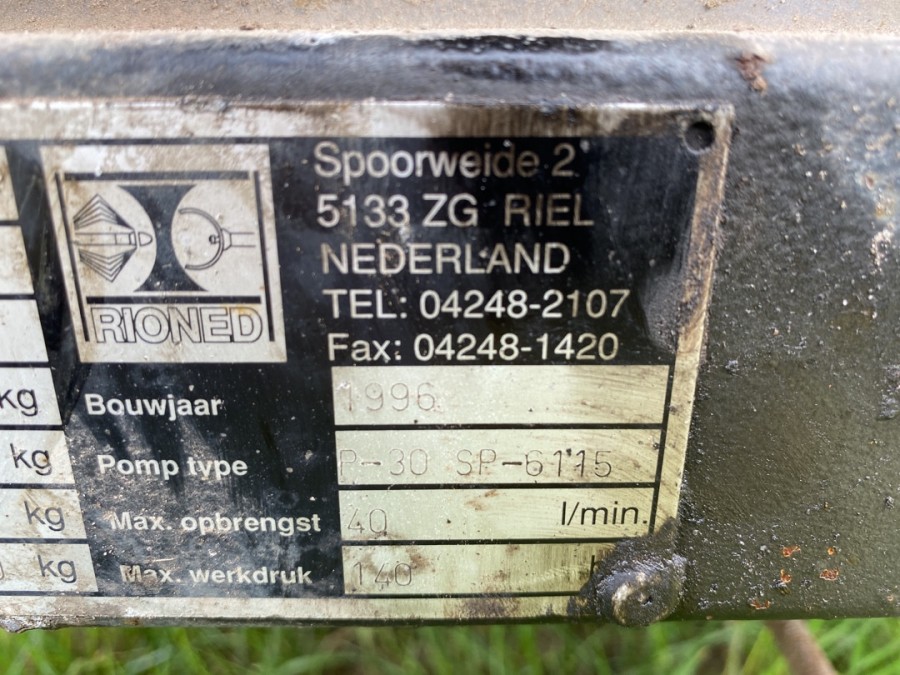 Spoorweide 2
5133 ZG RIEL
NEDERLAND
TEL: 04248-2107
Fax: 04248-1420
RIONED
kg Bouwjaar 1996
kg Pomp type P-30 SP-6115
kg Max. opbrengst 40 l/min.
kg Max. werkdruk 140